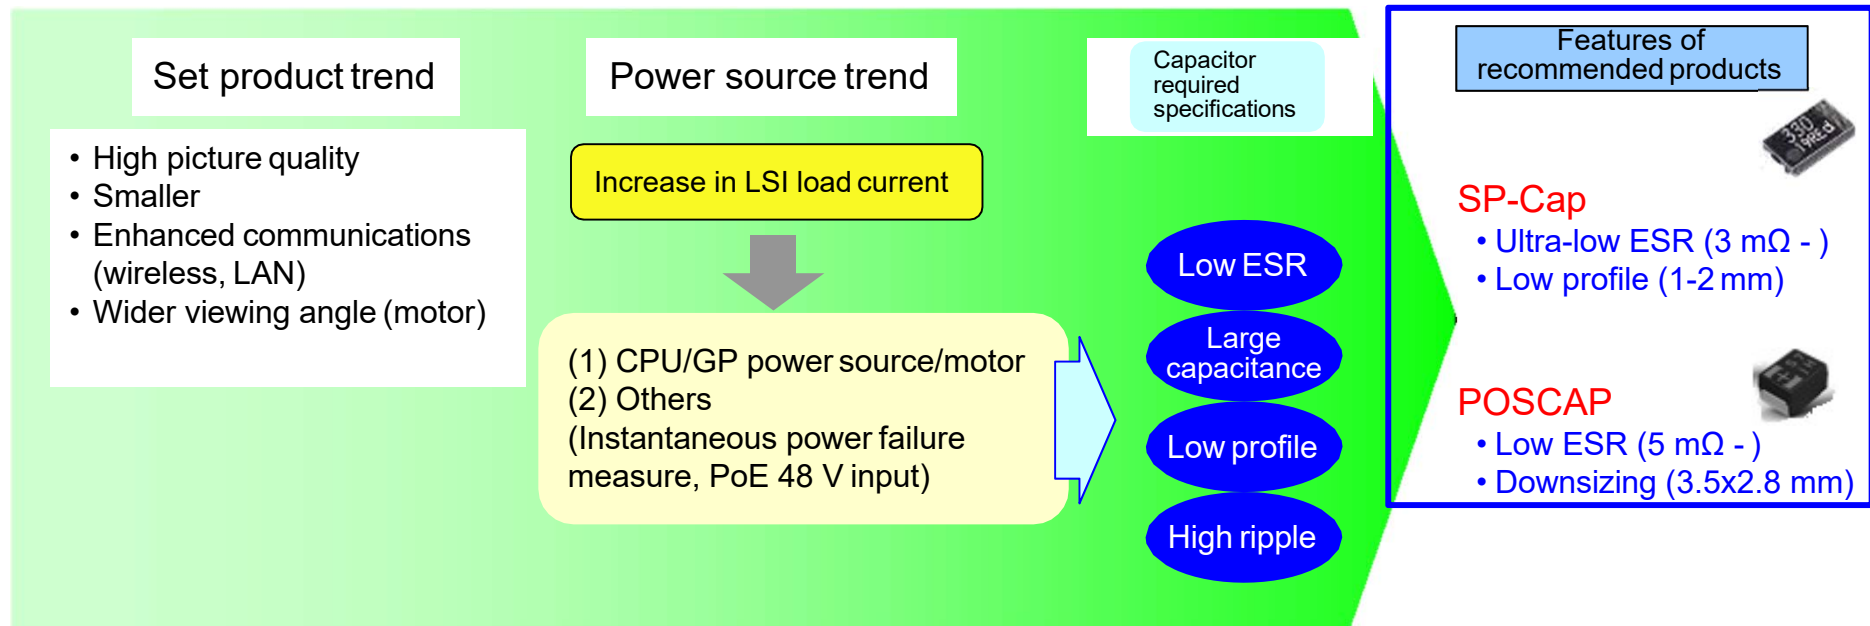 Set product trend
• High picture quality
• Smaller
• Enhanced communications
(wireless, LAN)
• Wider viewing angle (motor)
Power source trend
Increase in LSI load current
(1) CPU/GP power source/motor
(2) Others
(Instantaneous power failure
measure, PoE 48 V input)
Capacitor
required
specifications
Low ESR
Large
capacitance
Low profile
High ripple
Features of
recommended products
330
19REd
SP-Cap
• Ultra-low ESR (3 mΩ - )
• Low profile (1-2 mm)
POSCAP
• Low ESR (5 mΩ - )
• Downsizing (3.5x2.8 mm)